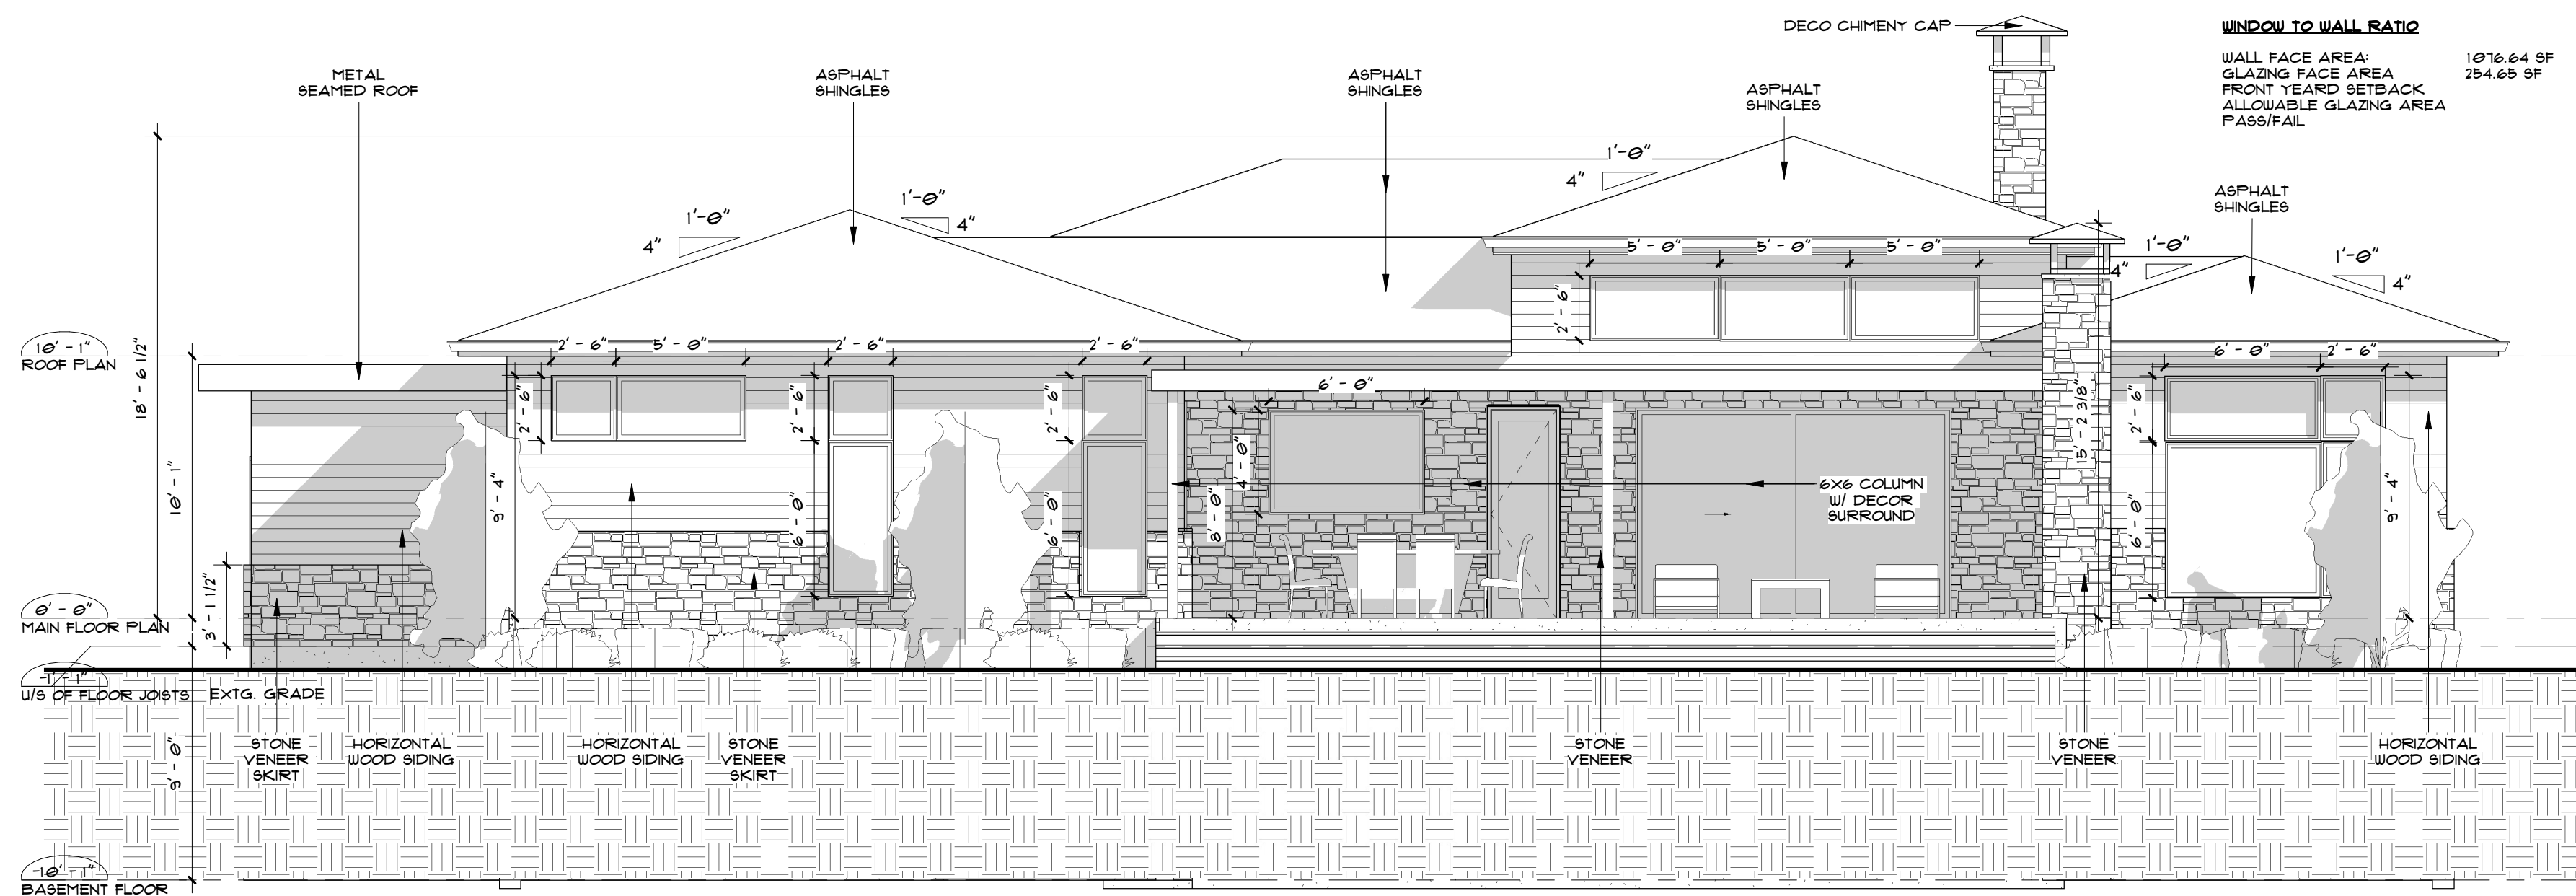 DECO CHIMENY CAP
WINDOW TO WALL RATIO
WALL FACE AREA: 1076.64 SF
GLAZING FACE AREA 254.65 SF
FRONT YEARD SETBACK
ALLOWABLE GLAZING AREA
PASS/FAIL
METAL
SEAMED ROOF
ASPHALT
SHINGLES
ASPHALT
SHINGLES
ASPHALT
SHINGLES
ASPHALT
SHINGLES
1'-0"
4"
1'-0"
4"
1'-0"
4"
1'-0"
4"
1'-0"
4"
5' - 0"
5' - 0"
5' - 0"
2' - 6"
10' - 1"
ROOF PLAN
18' - 6 1/2"
10' - 1"
2' - 6"
5' - 0"
2' - 6"
2' - 6"
6' - 0"
6' - 0"
2' - 6"
2' - 6"
2' - 6"
2' - 6"
2' - 6"
9' - 4"
6' - 0"
6' - 0"
8' - 0"
4' - 0"
15' - 2 3/8"
6' - 0"
9' - 4"
6X6 COLUMN
W/ DECOR
SURROUND
0' - 0"
MAIN FLOOR PLAN
3' - 1 1/2"
-1' - 1"
U/S OF FLOOR JOISTS
EXTG. GRADE
9' - 0"
STONE
VENEER
SKIRT
HORIZONTAL
WOOD SIDING
HORIZONTAL
WOOD SIDING
STONE
VENEER
SKIRT
STONE
VENEER
STONE
VENEER
HORIZONTAL
WOOD SIDING
-10' - 1"
BASEMENT FLOOR